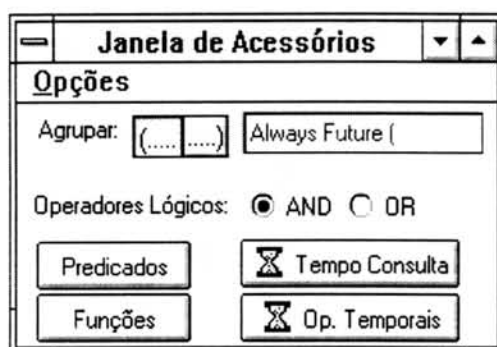 Janela de Acessórios
Opções
Agrupar: (..... .....) Always Future (
Operadores Lógicos: AND OR
Predicados Tempo Consulta
Funções Op. Temporais